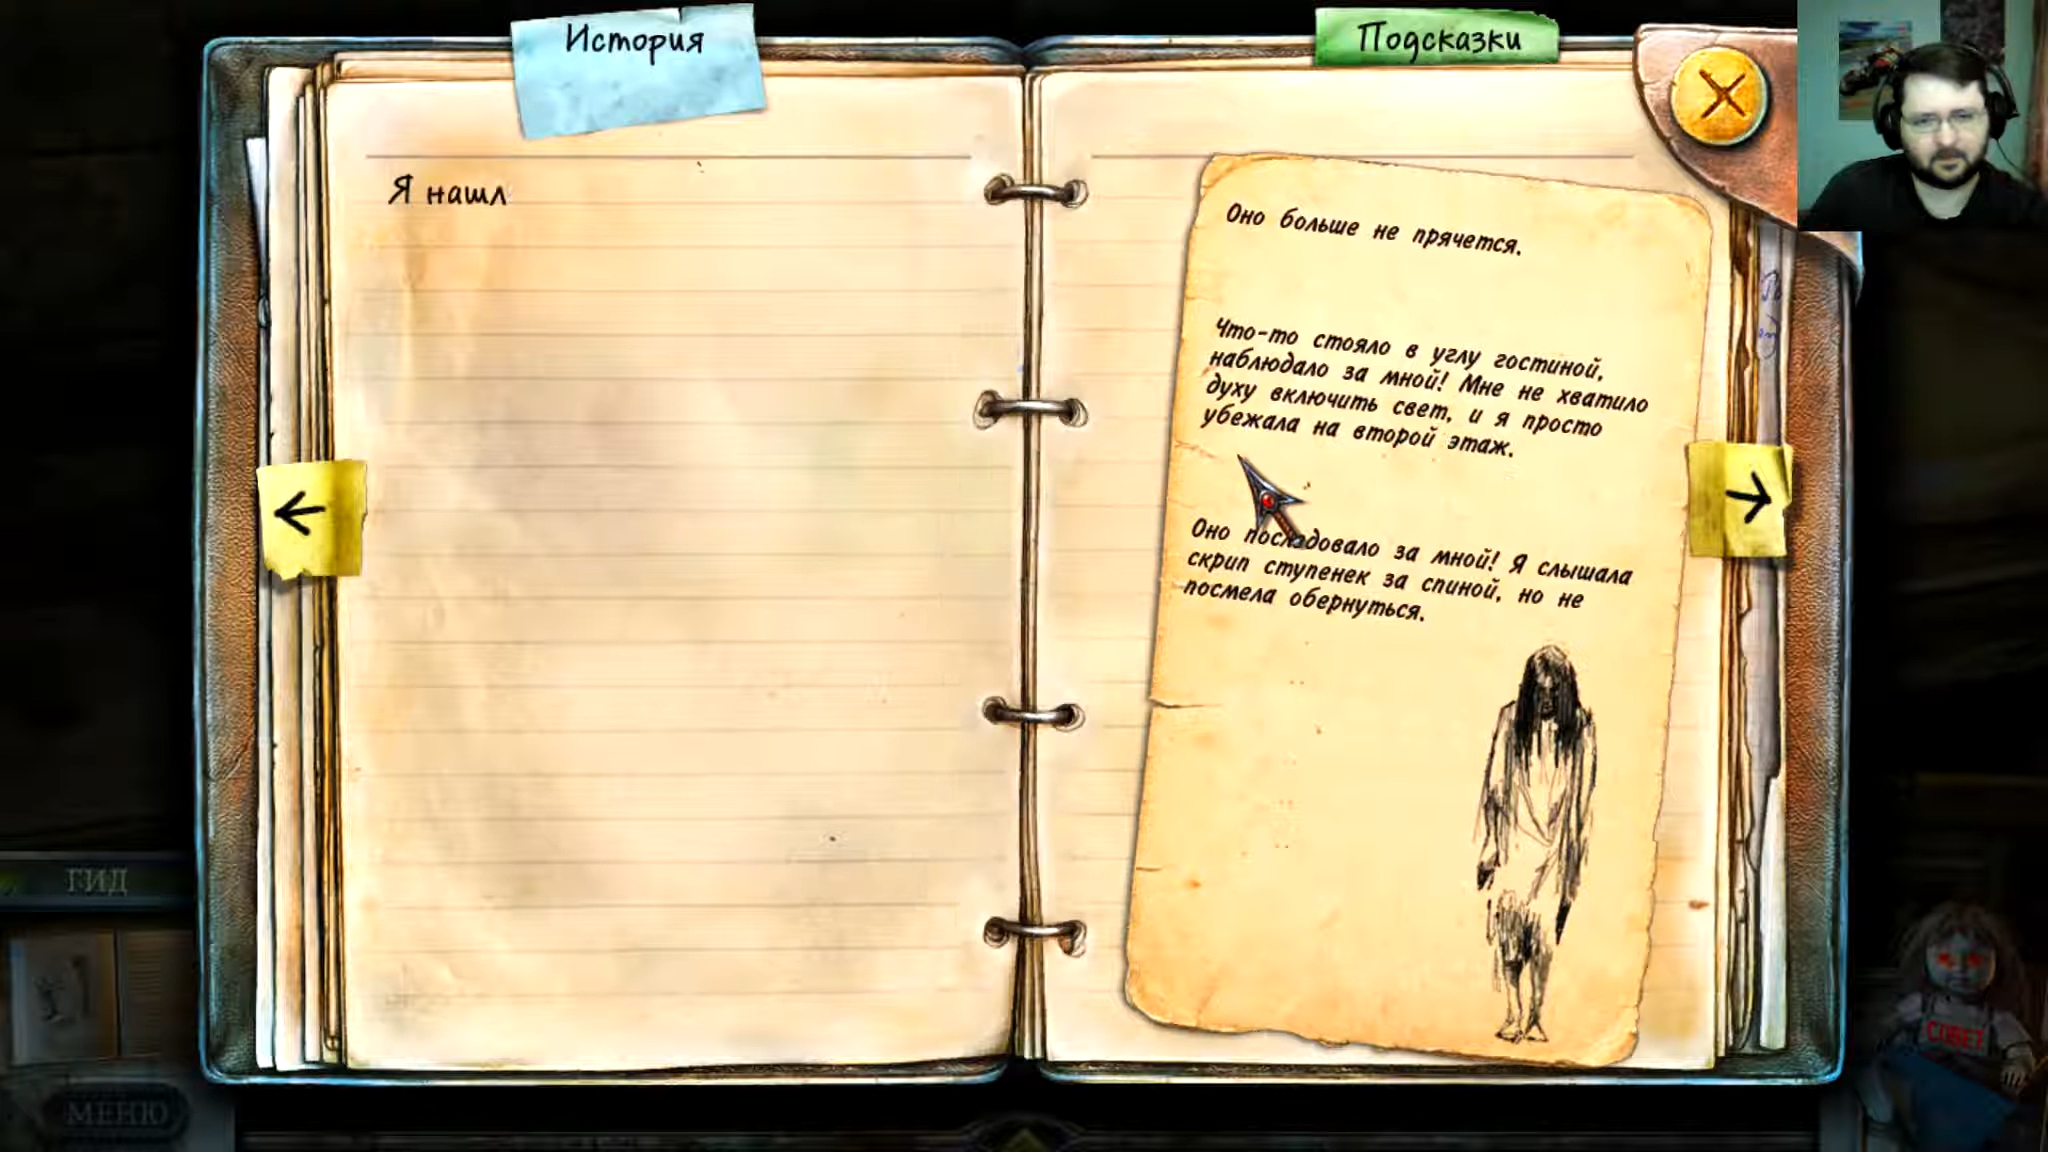 История
Подсказки
Я нашл
Оно больше не прячется.
Что-то стояло в углу гостиной,
наблюдало за мной! Мне не хватило
духу включить свет, и я просто
убежала на второй этаж.
Оно последовало за мной! Я слышала
скрип ступенек за спиной, но не
посмела обернуться.
ГИД
МЕНЮ
СОВЕТ